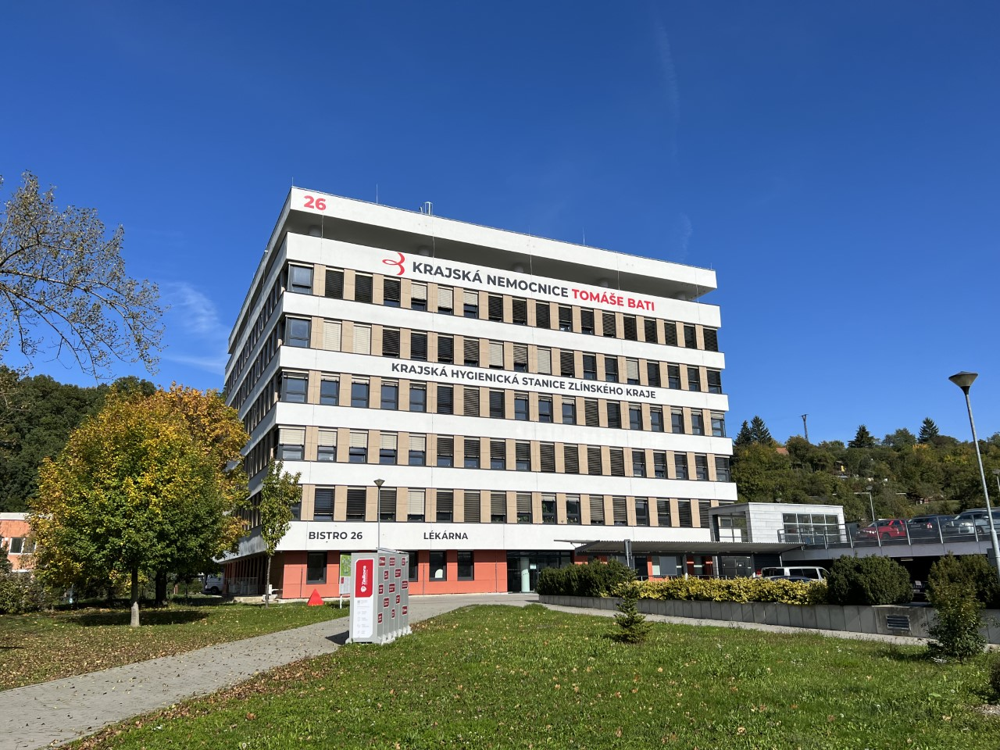 26
KRAJSKÁ NEMOCNICE TOMÁŠE BATI
KRAJSKÁ HYGIENICKÁ STANICE ZLÍNSKÉHO KRAJE
BISTRO 26
LÉKÁRNA